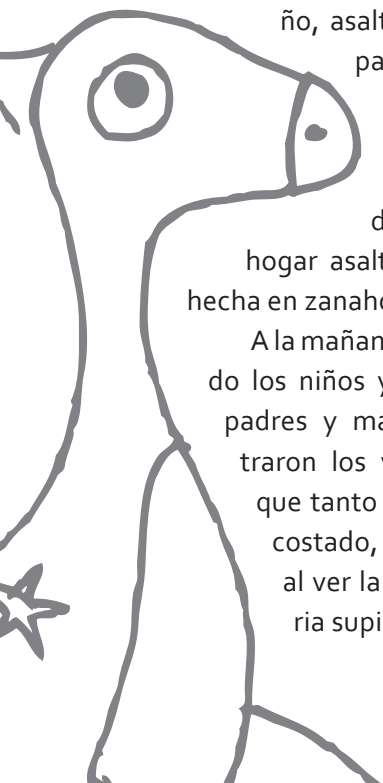 ño, asalt
pa
d
hogar asalt
hecha en zanaho
A la mañan
do los niños y
padres y ma
traron los v
que tanto
costado,
al ver la
ria supi